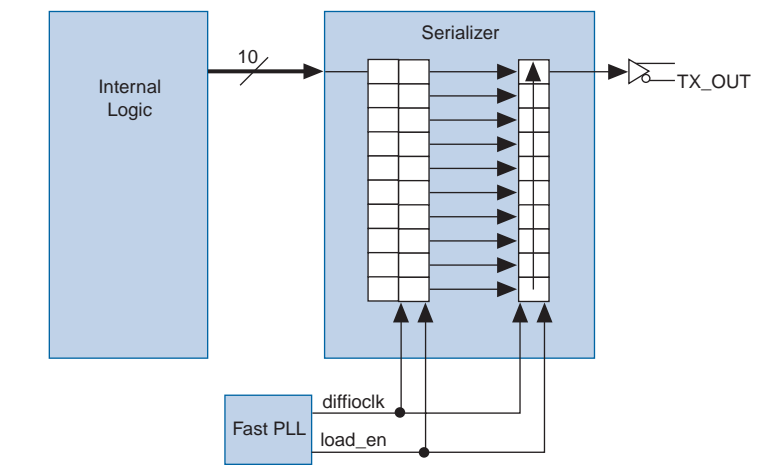 Serializer
10
Internal
Logic
TX_OUT
diffioclk
Fast PLL
load_en